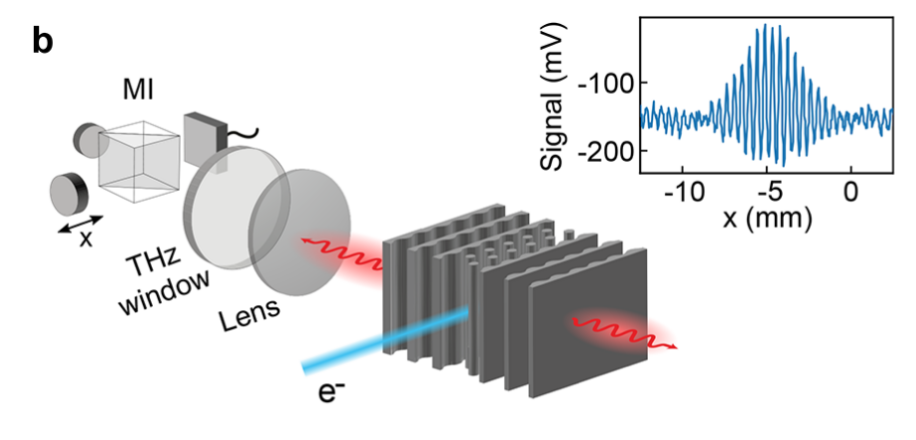 b
MI
x
THz
window
Lens
e-
Signal (mV)
-100
-200
-10
-5
0
x (mm)